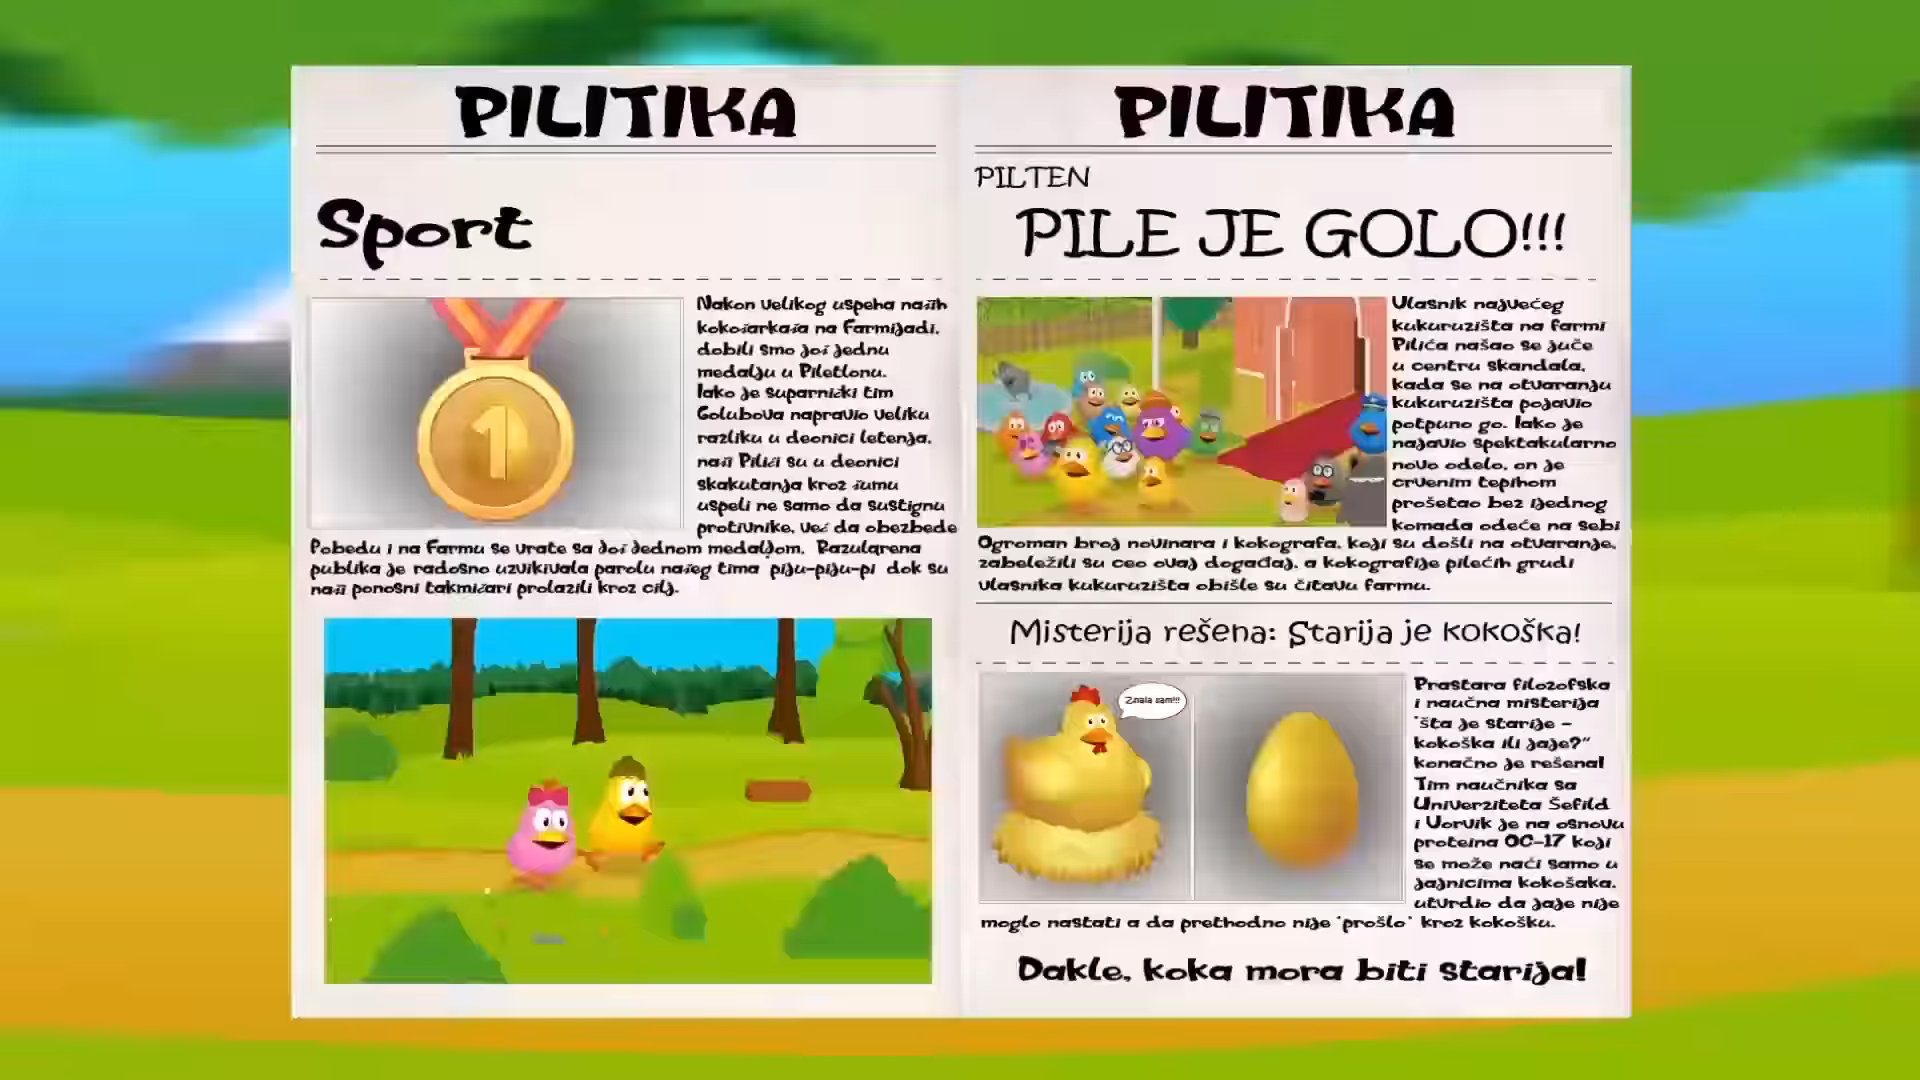 PILITIKA
Sport
Nakon velikog uspeha naših
kokošarkaša na Farmijadi,
dobili smo još jednu
medalju u Piletlonu.
Iako je suparnički tim
Golubova napravio veliku
razliku u deonici letenja,
naši Pilići su u deonici
skakutanja kroz šumu
uspeli ne samo da sustignu
protivnike, već da obezbede
Pobedu i na Farmu se vrate sa još jednom medaljom. Razularena
publika je radosno uzvikivala parolu našeg tima piju-piju-pi dok su
naši ponosni takmičari prolazili kroz cilj.
PILITIKA
PILTEN
PILE JE GOLO!!!
Vlasnik najvećeg
kukuruzišta na farmi
Pilića našao se juče
u centru skandala,
kada se na otvaranju
kukuruzišta pojavio
potpuno go. Iako je
najavio spektakularno
novo odelo, on je
crvenim tepihom
prošetao bez ijednog
komada odeće na sebi
Ogroman broj novinara i kokografa, koji su došli na otvaranje,
zabeležili su ceo ovaj događaj, a kokografije pilećih grudi
vlasnika kukuruzišta obišle su čitavu farmu.
Misterija rešena: Starija je kokoška!
Znala sam!!!
Prastara filozofska
i naučna misterija
"šta je starije -
kokoška ili jaje?"
konačno je rešena!
Tim naučnika sa
Univerziteta Šefild
i Vorvik je na osnovu
proteina OC-17 koji
se može naći samo u
jajnicima kokošaka,
utvrdio da jaje nije
moglo nastati a da prethodno nije "prošlo" kroz kokošku.
Dakle, koka mora biti starija!